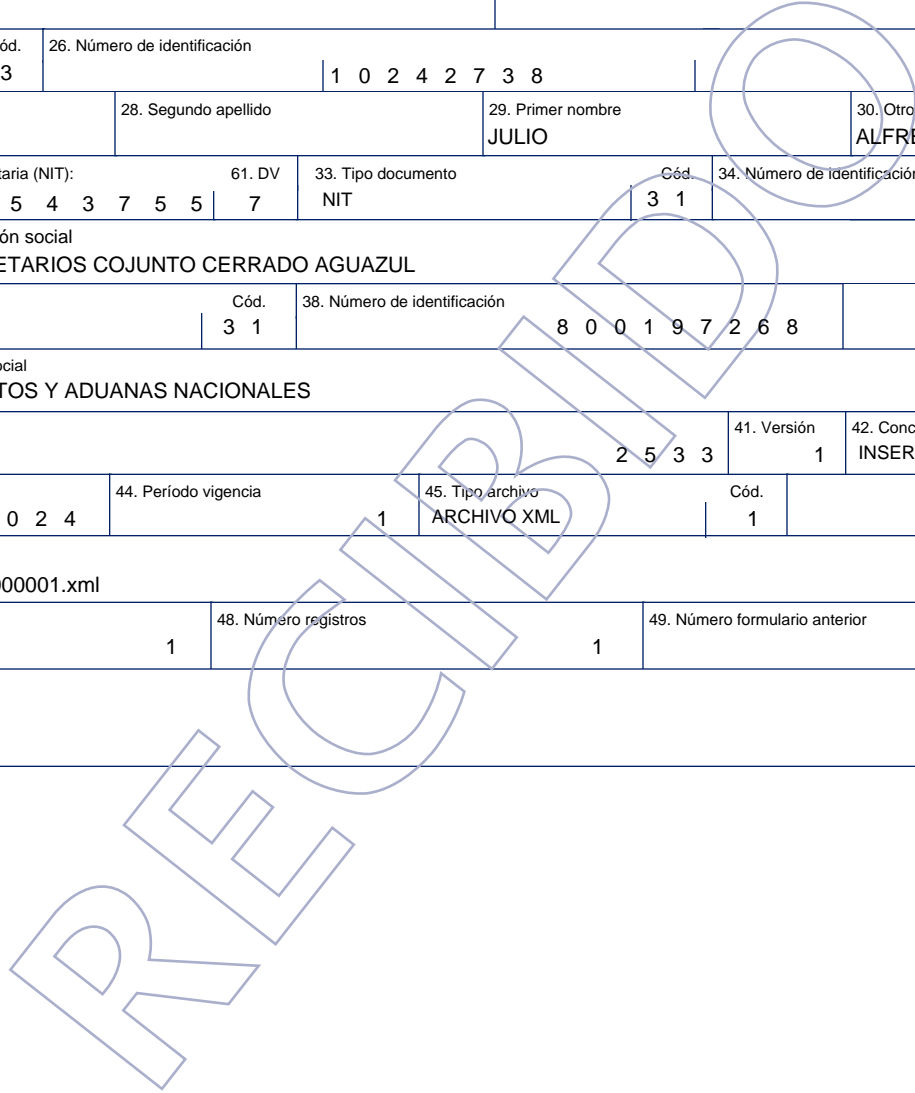 ód. 26. Número de identificación
3 1 0 2 4 2 7 3 8
28. Segundo apellido 29. Primer nombre 30. Otro
JULIO ALFRE
taria (NIT): 61. DV 33. Tipo documento Cód. 34. Número de identificación
5 4 3 7 5 5 7 NIT 3 1
ón social
ETARIOS COJUNTO CERRADO AGUAZUL
Cód. 38. Número de identificación
3 1 8 0 0 1 9 7 2 6 8
ocial
TOS Y ADUANAS NACIONALES
41. Versión 42. Conc
2 5 3 3 1 INSER
44. Período vigencia 45. Tipo archivo Cód.
0 2 4 1 ARCHIVO XML 1
000001.xml
48. Número registros 49. Número formulario anterior
1 1
RECIBIDO